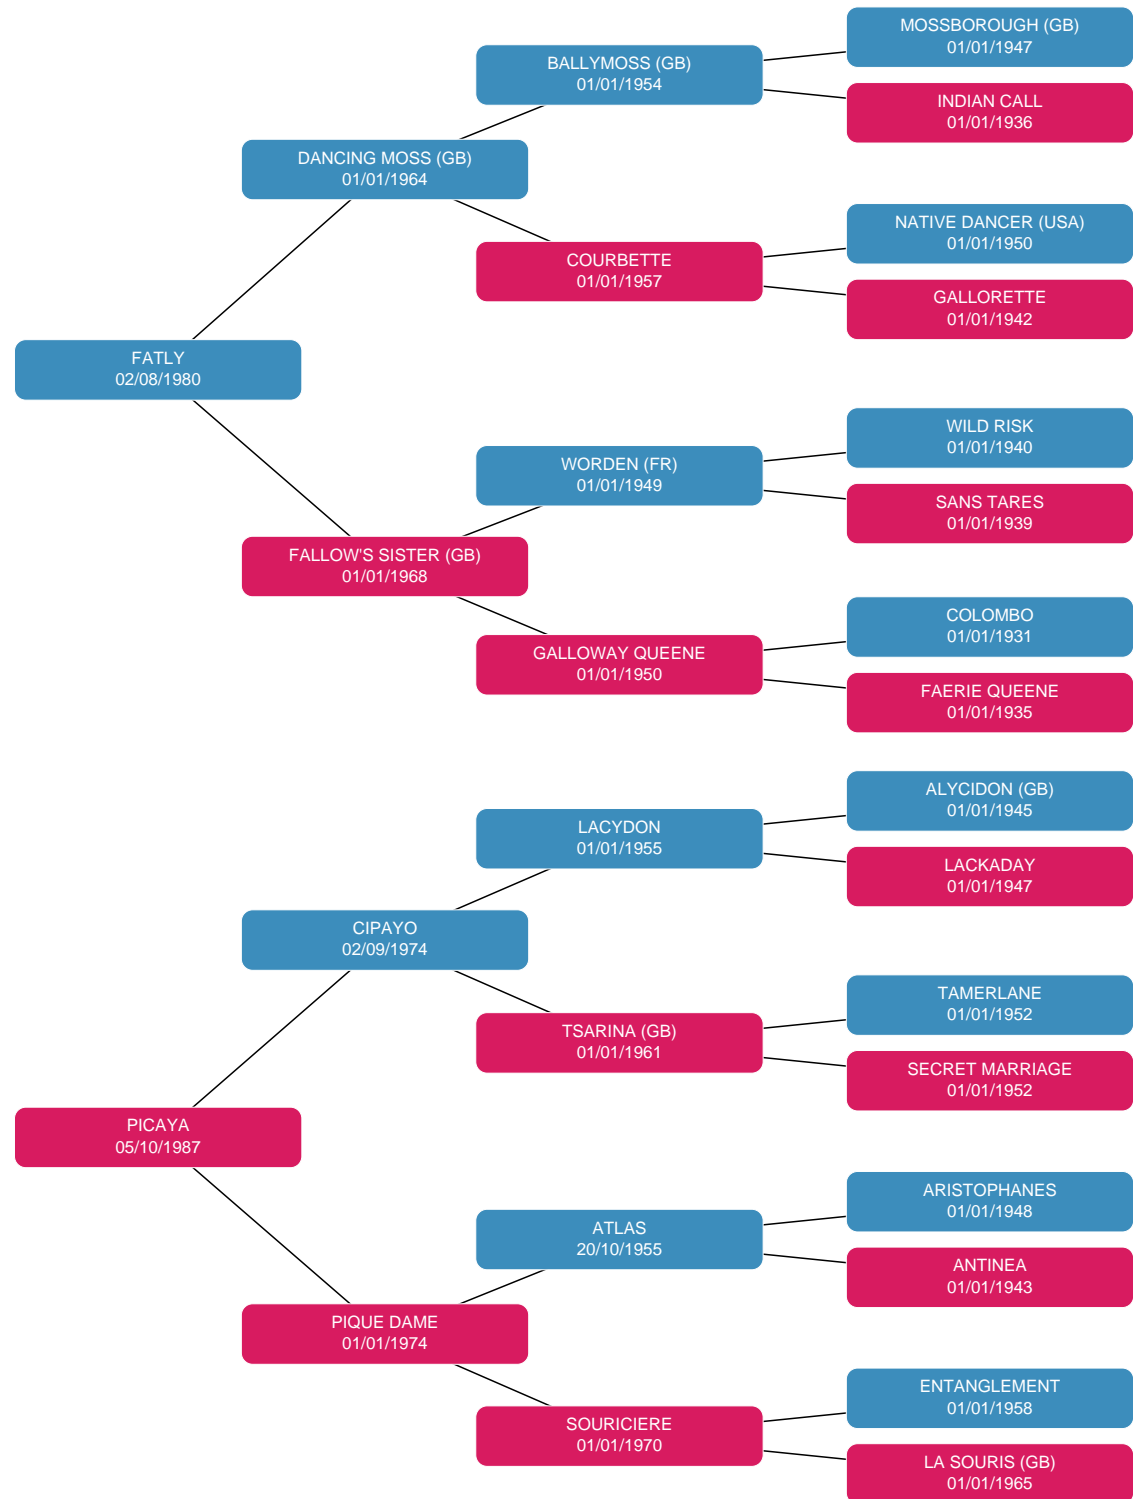 MOSSBOROUGH (GB)
01/01/1947
BALLYMOSS (GB)
01/01/1954
INDIAN CALL
01/01/1936
DANCING MOSS (GB)
01/01/1964
NATIVE DANCER (USA)
01/01/1950
COURBETTE
01/01/1957
GALLORETTE
01/01/1942
FATLY
02/08/1980
WILD RISK
01/01/1940
WORDEN (FR)
01/01/1949
SANS TARES
01/01/1939
FALLOW'S SISTER (GB)
01/01/1968
COLOMBO
01/01/1931
GALLOWAY QUEENE
01/01/1950
FAERIE QUEENE
01/01/1935
ALYCIDON (GB)
01/01/1945
LACYDON
01/01/1955
LACKADAY
01/01/1947
CIPAYO
02/09/1974
TAMERLANE
01/01/1952
TSARINA (GB)
01/01/1961
SECRET MARRIAGE
01/01/1952
PICAYA
05/10/1987
ARISTOPHANES
01/01/1948
ATLAS
20/10/1955
ANTINEA
01/01/1943
PIQUE DAME
01/01/1974
ENTANGLEMENT
01/01/1958
SOURICIERE
01/01/1970
LA SOURIS (GB)
01/01/1965